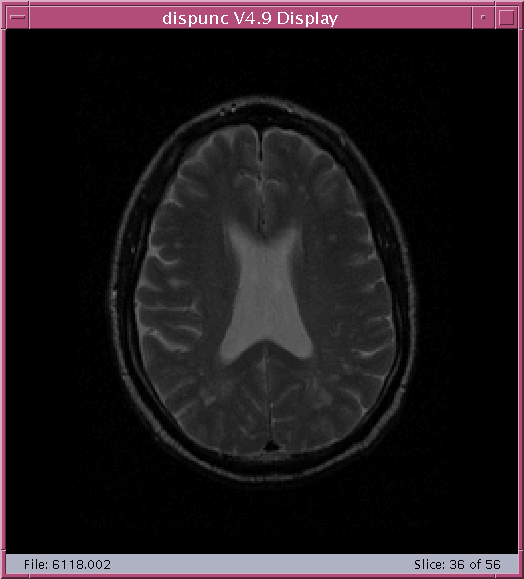 dispunc V4.9 Display
File: 6118.002
Slice: 36 of 56